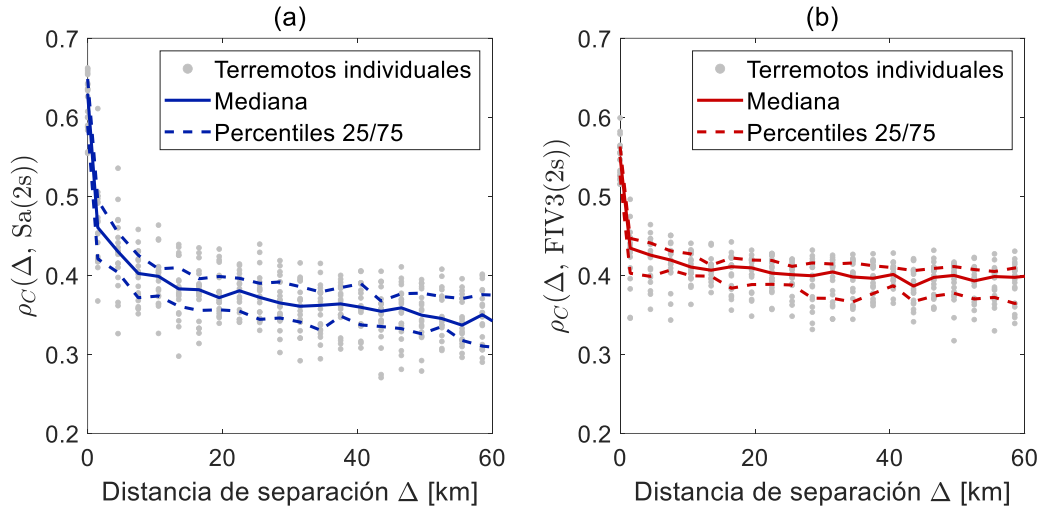 (a)
0.7
0.6
0.5
0.4
0.3
0.2
ρC(Δ, Sa(2s))
Terremotos individuales
Mediana
Percentiles 25/75
0
20
40
60
Distancia de separación Δ [km]
(b)
0.7
0.6
0.5
0.4
0.3
0.2
ρC(Δ, FIV3(2s))
Terremotos individuales
Mediana
Percentiles 25/75
0
20
40
60
Distancia de separación Δ [km]